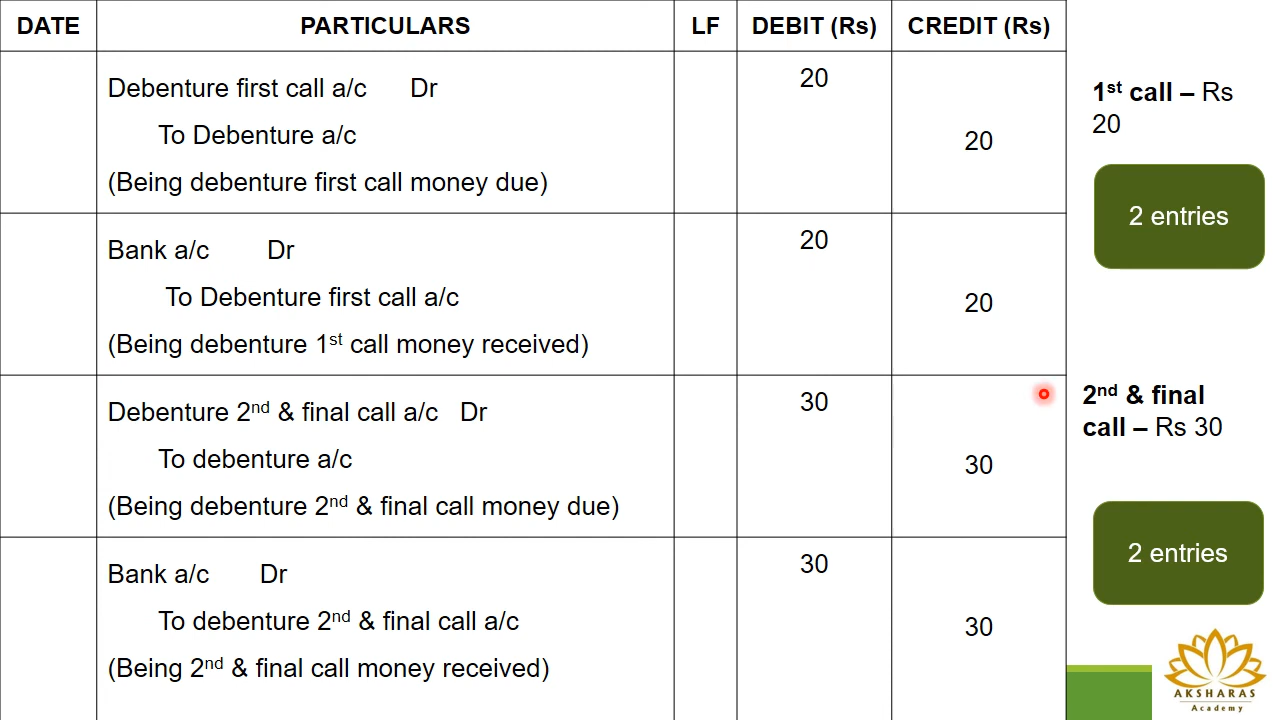 DATE PARTICULARS LF DEBIT (Rs) CREDIT (Rs)
Debenture first call a/c Dr 20
To Debenture a/c 20
(Being debenture first call money due)
Bank a/c Dr 20
To Debenture first call a/c 20
(Being debenture 1st call money received)
Debenture 2nd & final call a/c Dr 30
To debenture a/c 30
(Being debenture 2nd & final call money due)
Bank a/c Dr 30
To debenture 2nd & final call a/c 30
(Being 2nd & final call money received)
1st call – Rs
20
2 entries
2nd & final
call – Rs 30
2 entries
AKSHARAS
Academy